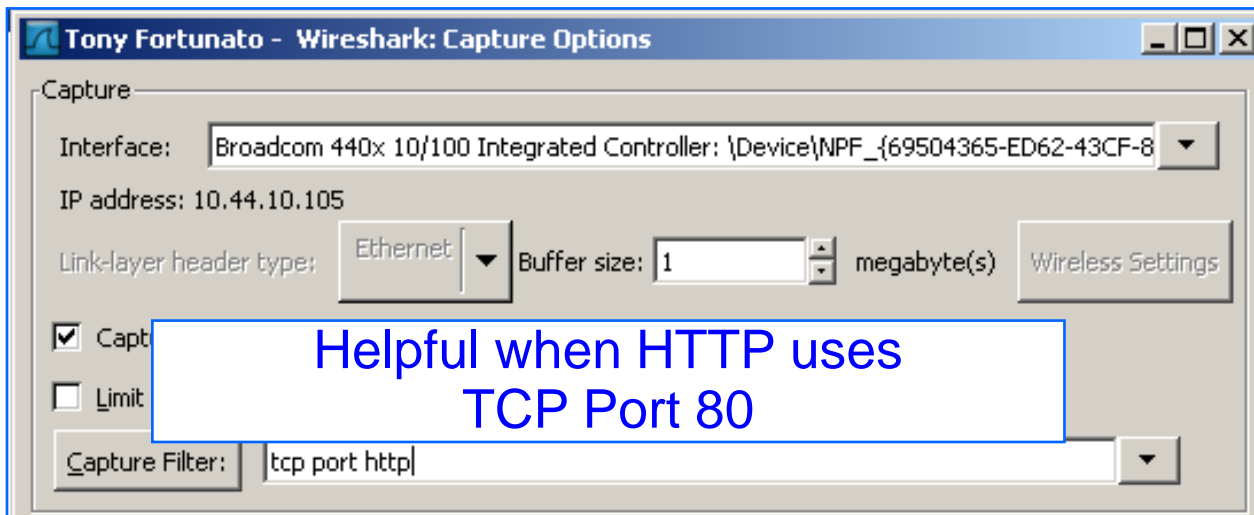 Tony Fortunato - Wireshark: Capture Options
Capture
Interface: Broadcom 440x 10/100 Integrated Controller: \Device\NPF_{69504365-ED62-43CF-8
IP address: 10.44.10.105
Link-layer header type: Ethernet Buffer size: 1 megabyte(s) Wireless Settings
Helpful when HTTP uses
TCP Port 80
Limit
Capture Filter: tcp port http